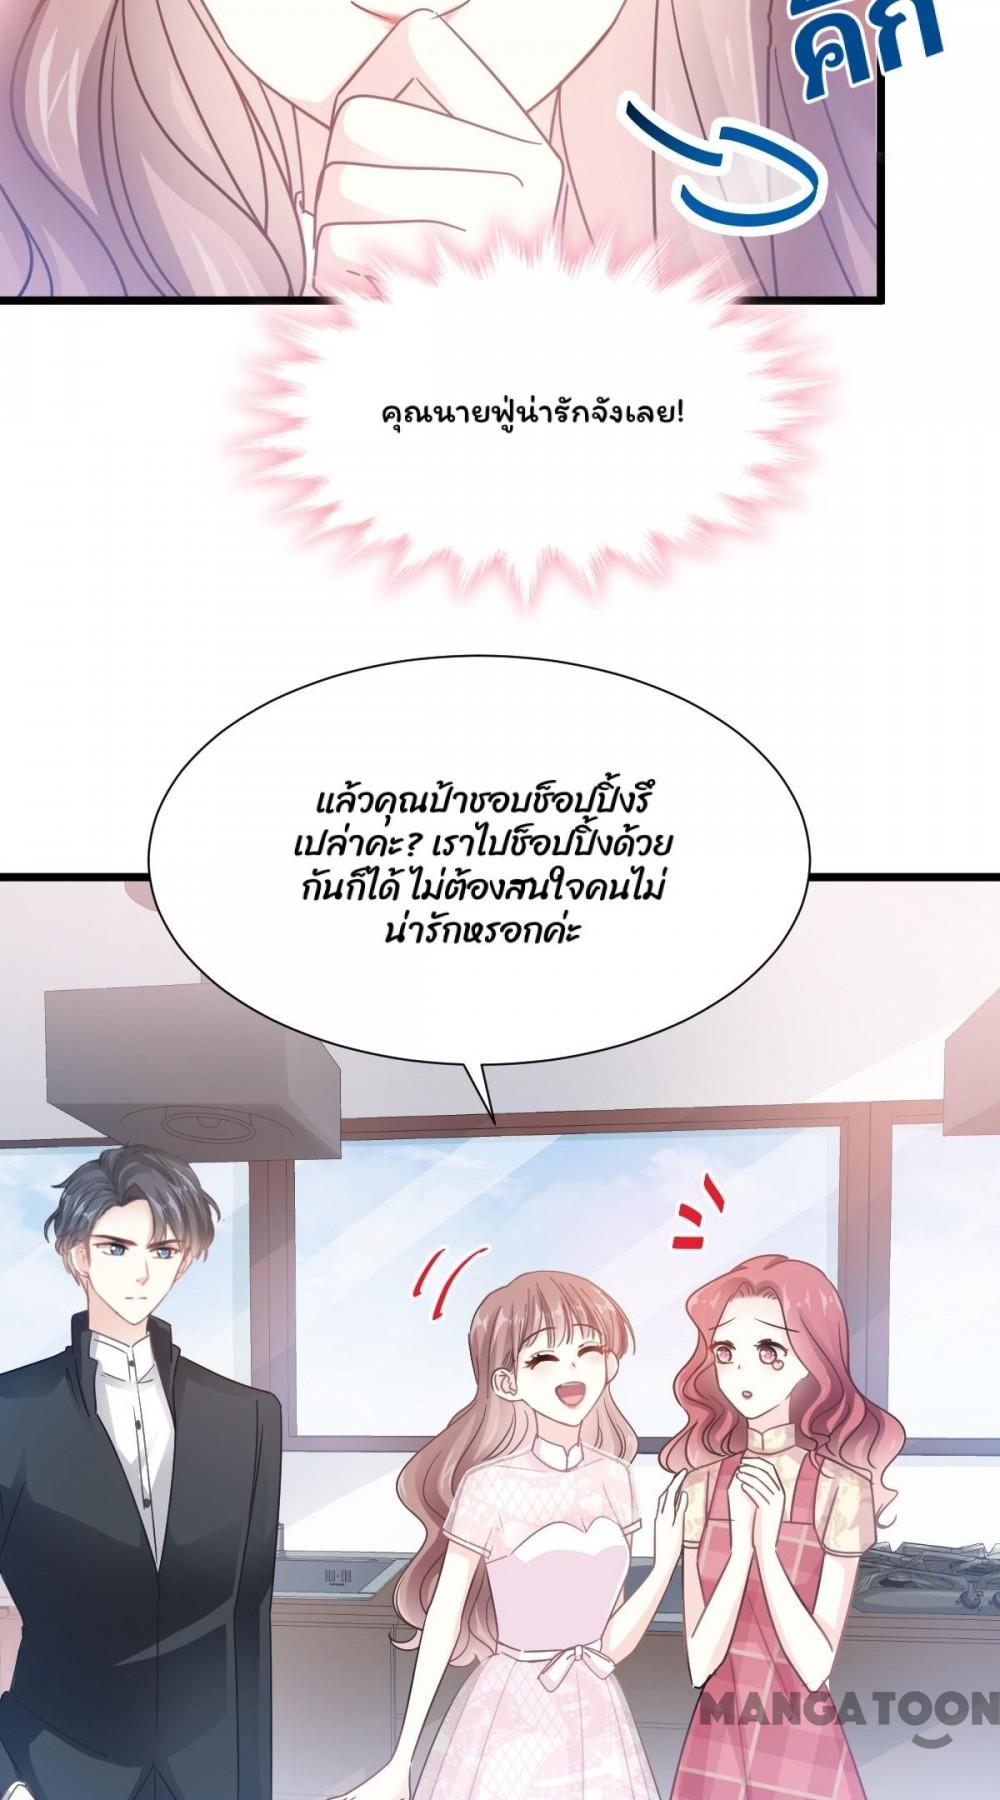 คิก
คุณนายฟู่น่ารักจังเลย!
แล้วคุณป้าชอบช็อปปิ้งรึ
เปล่าคะ? เราไปช็อปปิ้งด้วย
กันก็ได้ ไม่ต้องสนใจคนไม่
น่ารักหรอกค่ะ
MANGATOON